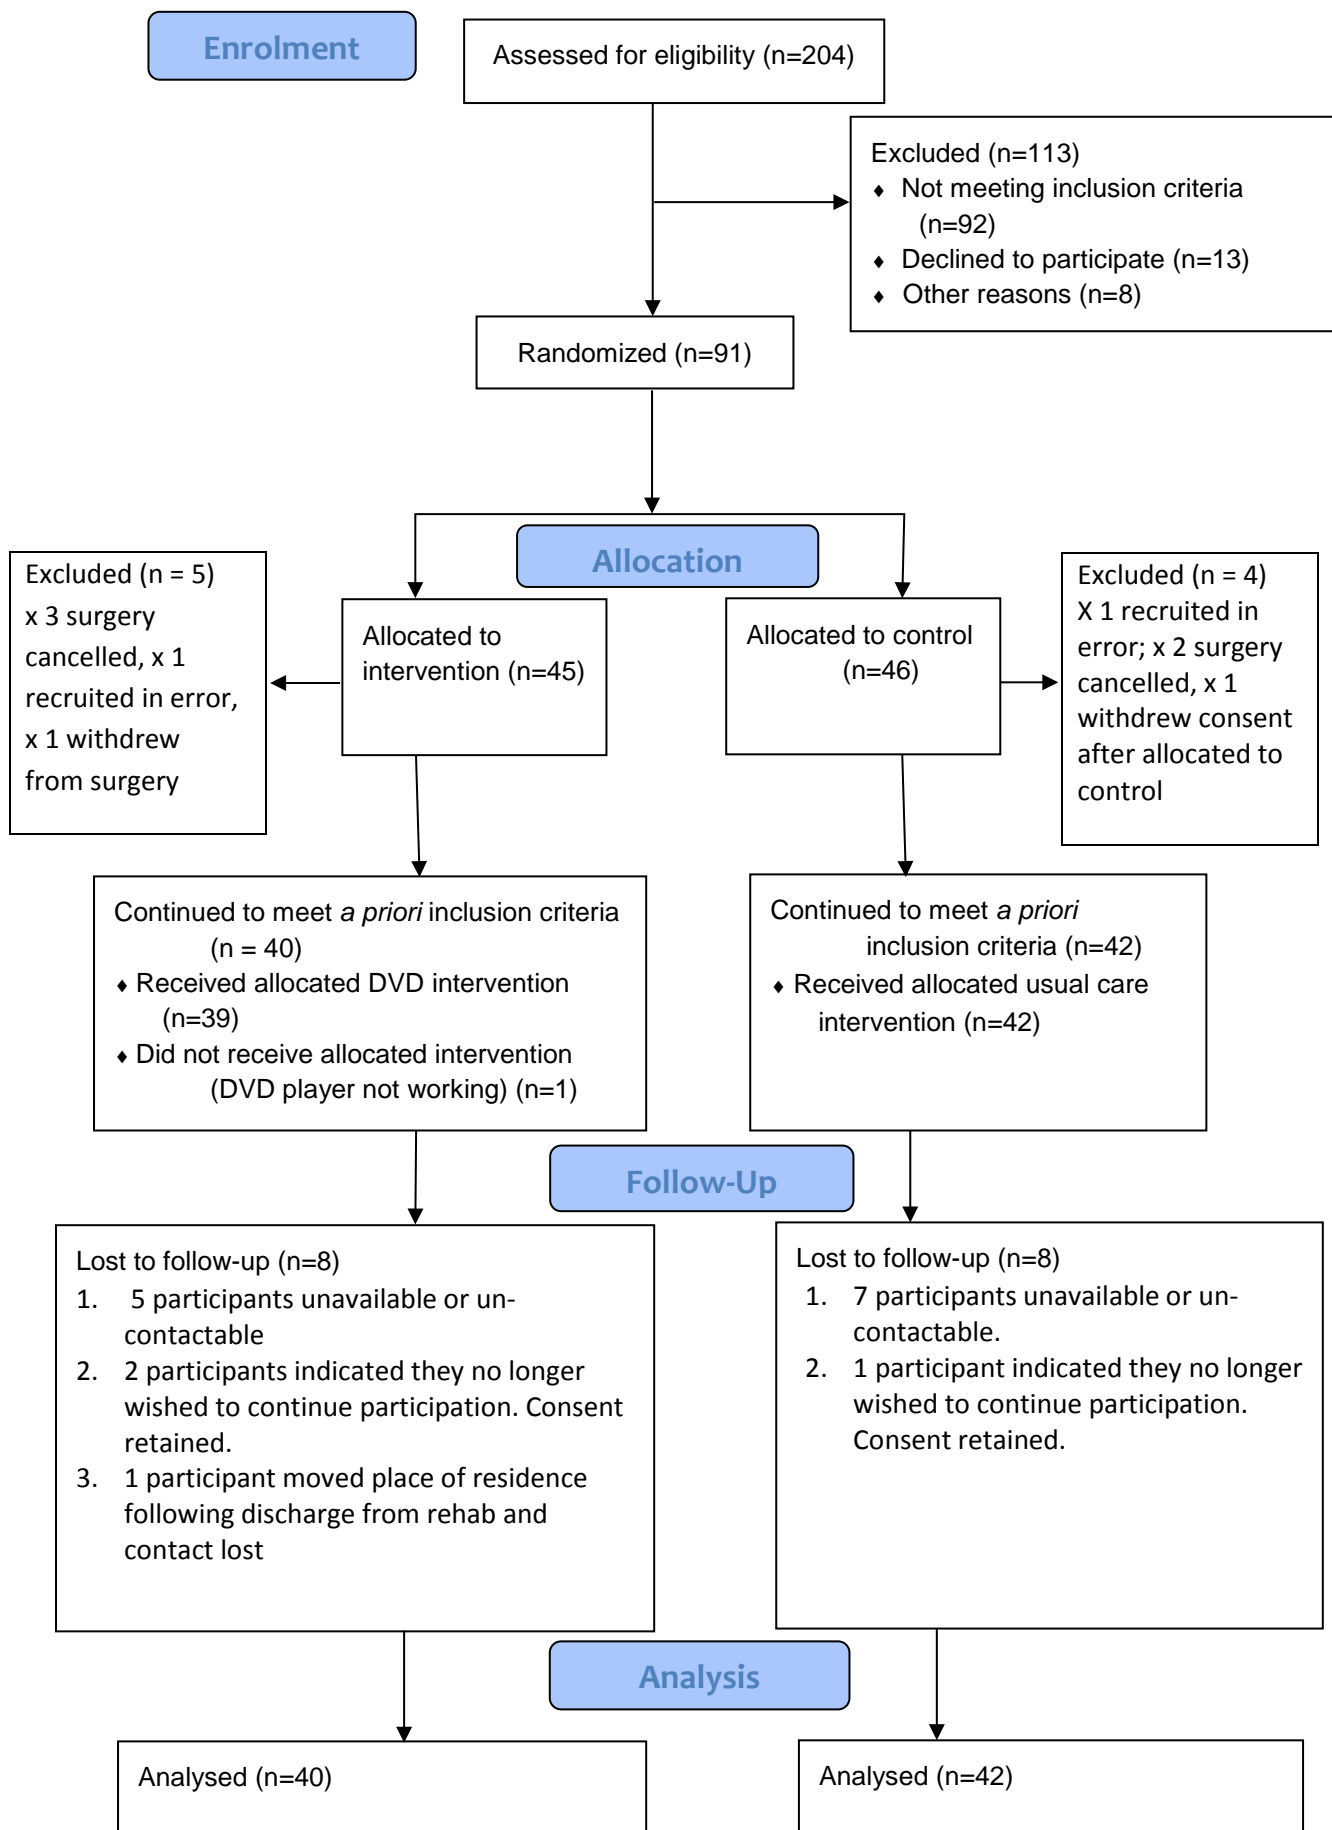 Enrolment
Assessed for eligibility (n=204)
Excluded (n=113)
♦ Not meeting inclusion criteria
(n=92)
♦ Declined to participate (n=13)
♦ Other reasons (n=8)
Randomized (n=91)
Allocation
Excluded (n = 5)
x 3 surgery
cancelled, x 1
recruited in error,
x 1 withdrew
from surgery
Allocated to
intervention (n=45)
Allocated to control
(n=46)
Excluded (n = 4)
X 1 recruited in
error; x 2 surgery
cancelled, x 1
withdrew consent
after allocated to
control
Continued to meet a priori inclusion criteria
(n = 40)
♦ Received allocated DVD intervention
(n=39)
♦ Did not receive allocated intervention
(DVD player not working) (n=1)
Continued to meet a priori
inclusion criteria (n=42)
♦ Received allocated usual care
intervention (n=42)
Follow-Up
Lost to follow-up (n=8)
1. 5 participants unavailable or un-
contactable
2. 2 participants indicated they no longer
wished to continue participation. Consent
retained.
3. 1 participant moved place of residence
following discharge from rehab and
contact lost
Lost to follow-up (n=8)
1. 7 participants unavailable or un-
contactable.
2. 1 participant indicated they no longer
wished to continue participation.
Consent retained.
Analysis
Analysed (n=40)
Analysed (n=42)